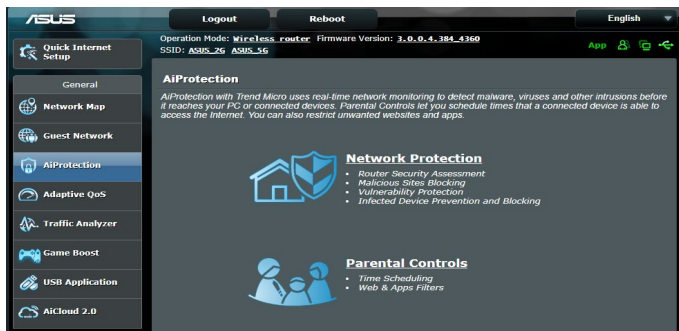 ASUS
Logout
Reboot
English
Quick Internet
Setup
Operation Mode: Wireless router Firmware Version: 3.0.0.4.384_4360
SSID: ASUS_2G ASUS_5G
App
General
Network Map
Guest Network
AiProtection
Adaptive QoS
Traffic Analyzer
Game Boost
USB Application
AiCloud 2.0
AiProtection
AiProtection with Trend Micro uses real-time network monitoring to detect malware, viruses and other intrusions before
it reaches your PC or connected devices. Parental Controls let you schedule times that a connected device is able to
access the Internet. You can also restrict unwanted websites and apps.
Network Protection
• Router Security Assessment
• Malicious Sites Blocking
• Vulnerability Protection
• Infected Device Prevention and Blocking
Parental Controls
• Time Scheduling
• Web & Apps Filters